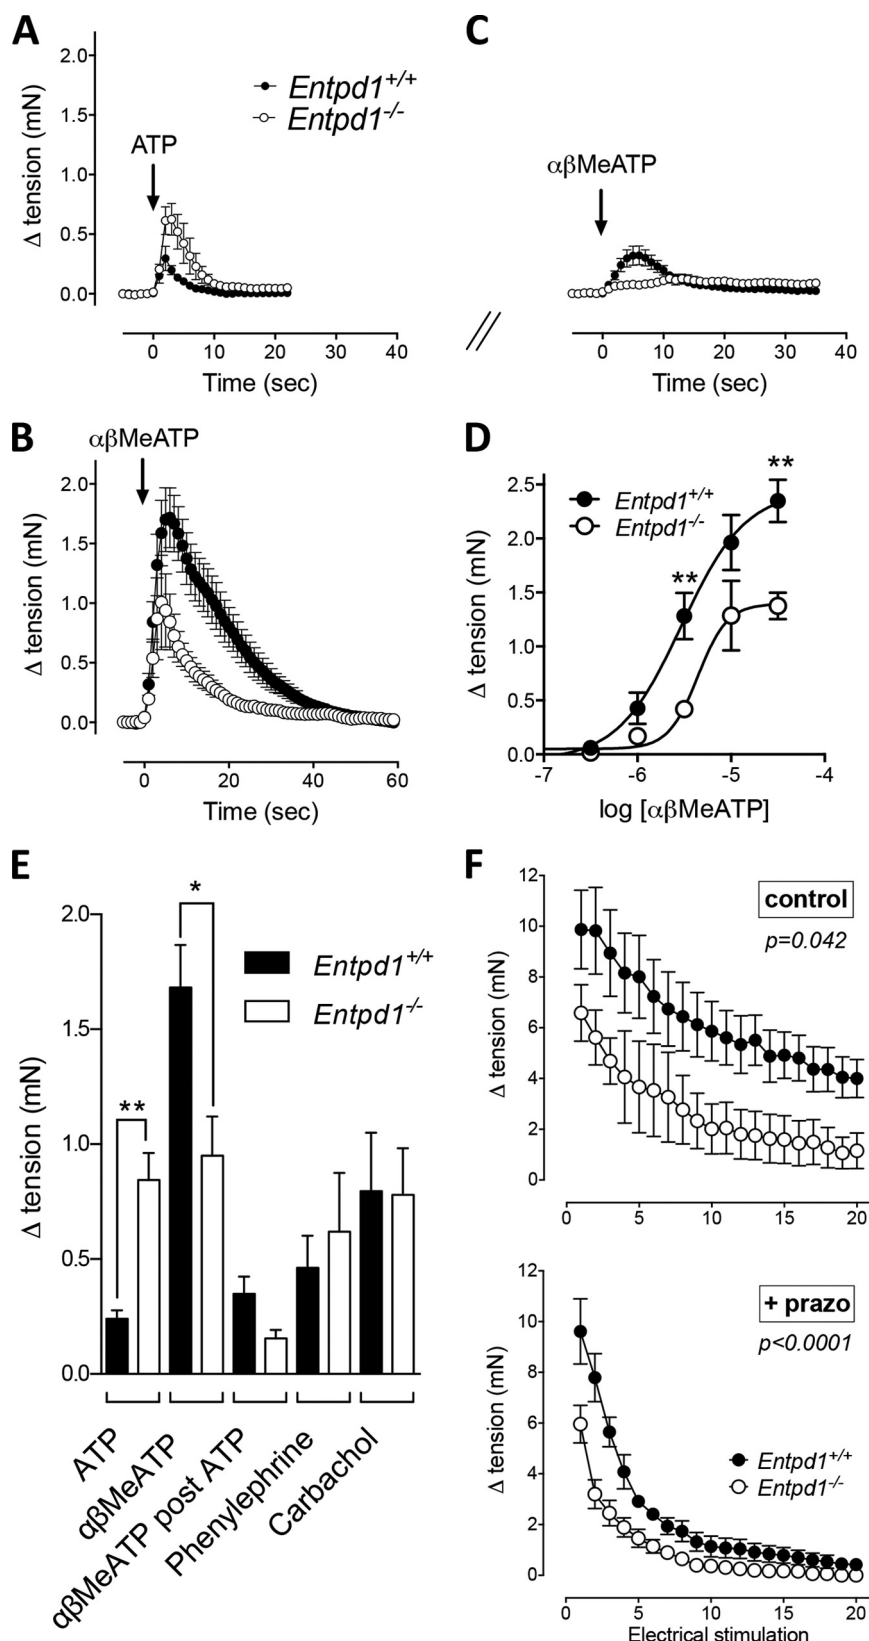 A
2.0
1.5
1.0
0.5
0.0
Δ tension (mN)
ATP
Entpd1+/+
Entpd1-/-
0 10 20 30 40
Time (sec)
C
αβMeATP
0 10 20 30 40
Time (sec)
B
αβMeATP
2.0
1.5
1.0
0.5
0.0
Δ tension (mN)
0 20 40 60
Time (sec)
D
2.5
2.0
1.5
1.0
0.5
0.0
Δ tension (mN)
Entpd1+/+
Entpd1-/-
**
**
-7 -6 -5 -4
log [αβMeATP]
E
2.0
1.5
1.0
0.5
0.0
Δ tension (mN)
*
**
Entpd1+/+
Entpd1-/-
ATP
αβMeATP
αβMeATP post ATP
Phenylephrine
Carbachol
F
12
10
8
6
4
2
0
Δ tension (mN)
control
p=0.042
0 5 10 15 20
12
10
8
6
4
2
0
Δ tension (mN)
+ prazo
p<0.0001
Entpd1+/+
Entpd1-/-
0 5 10 15 20
Electrical stimulation